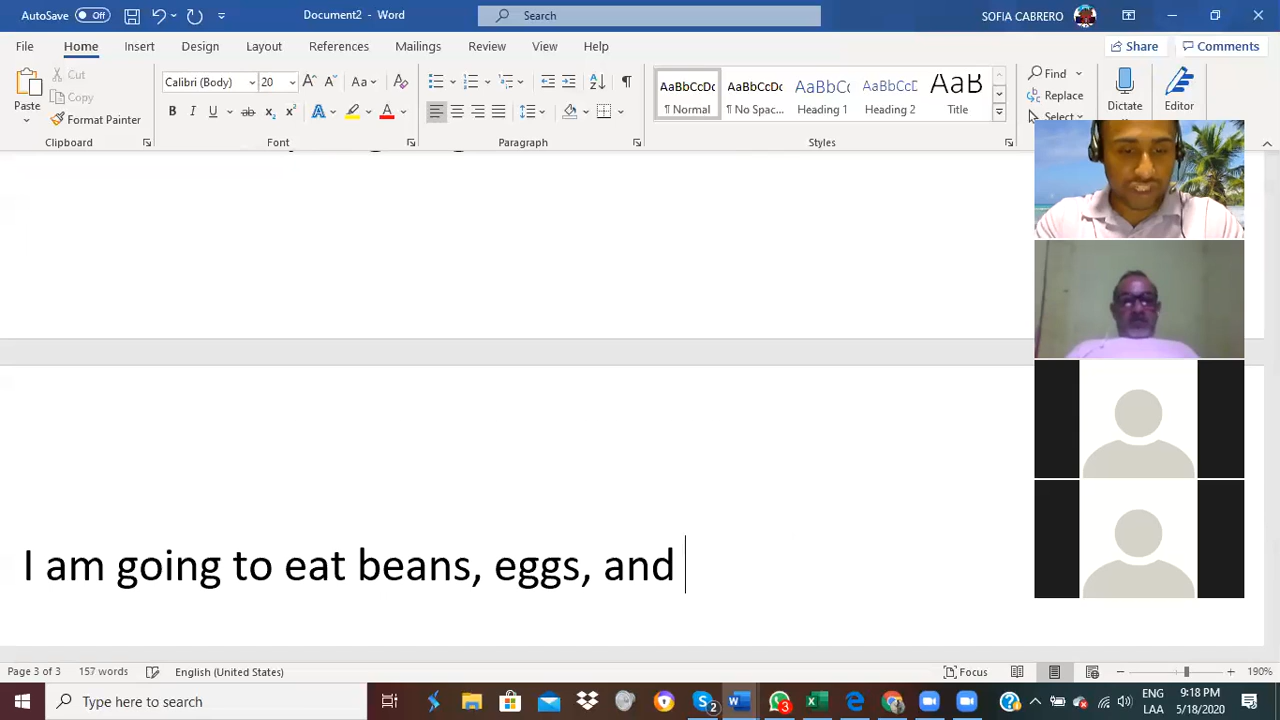 AutoSave Off Document2 - Word Search SOFIA CABRERO
File Home Insert Design Layout References Mailings Review View Help Share Comments
Paste Cut Copy Format Painter
Calibri (Body) 20
AaBbCcDc AaBbCcDc AaBbCc AaBbCcE AaB
¶ Normal ¶ No Spac... Heading 1 Heading 2 Title
Find Replace Select Dictate Editor
Clipboard Font Paragraph Styles
I am going to eat beans, eggs, and
Page 3 of 3 157 words English (United States) Focus 190%
Type here to search ENG 9:18 PM
LAA 5/18/2020